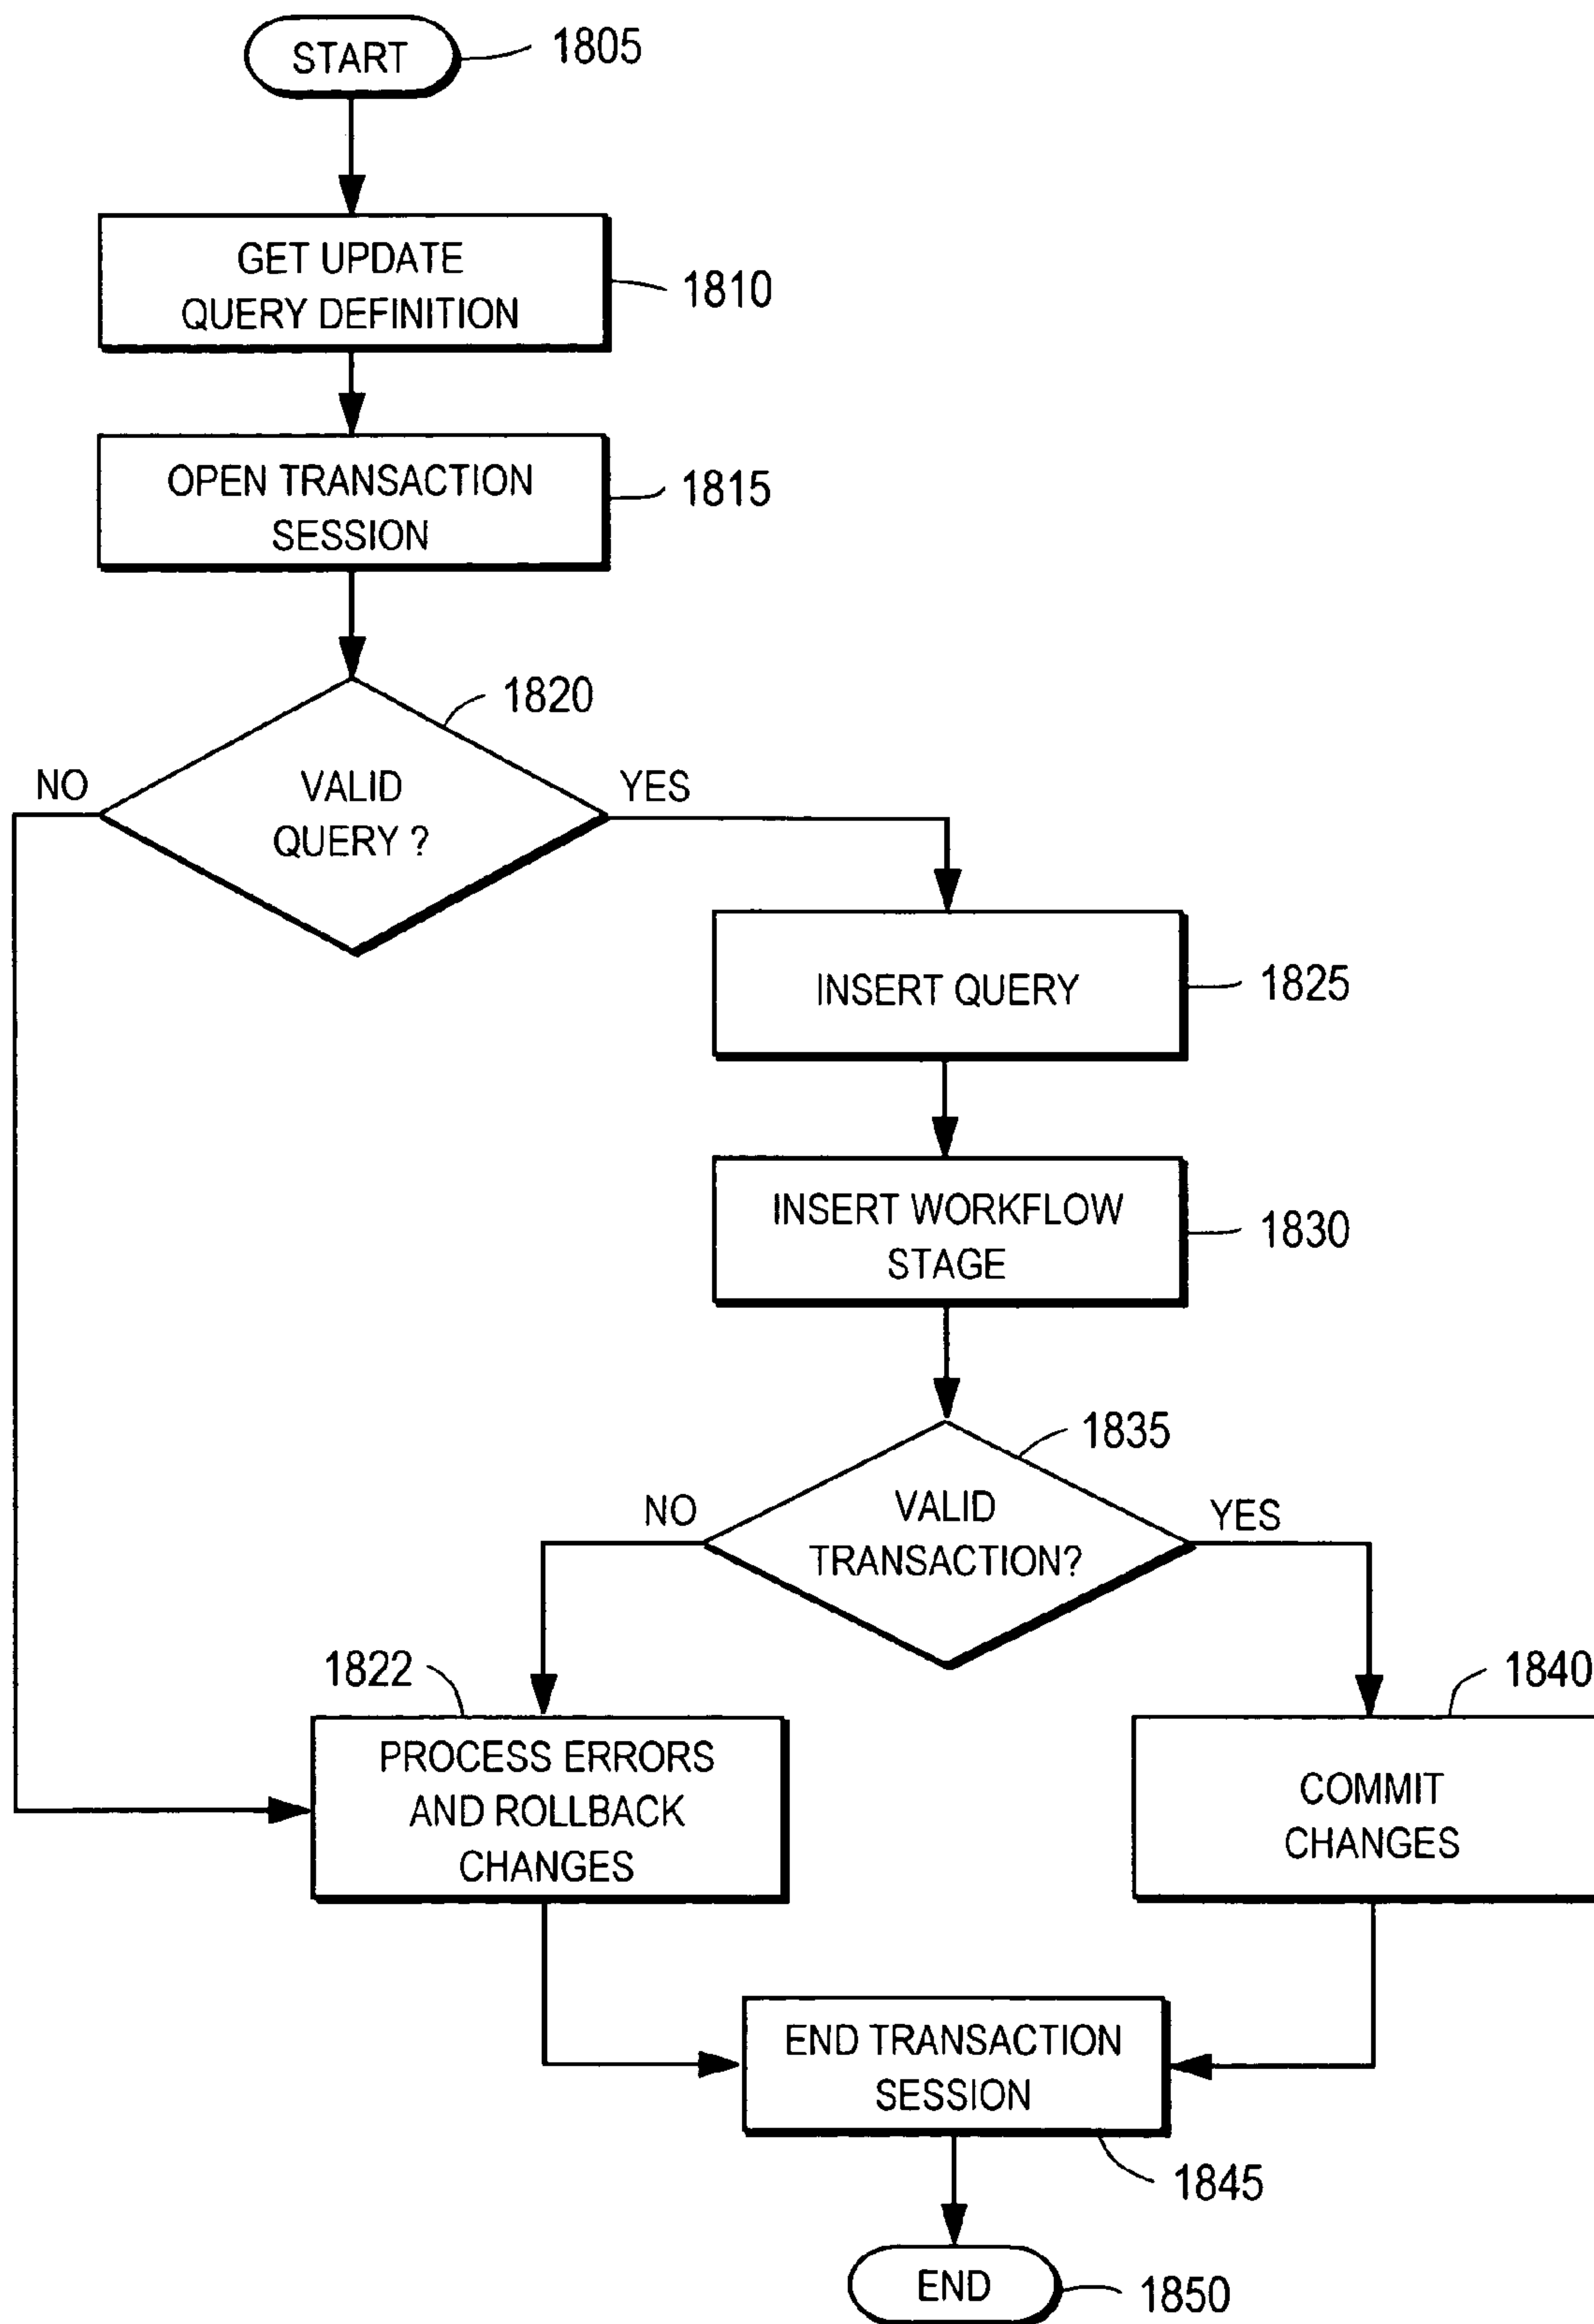 START
1805
GET UPDATE
QUERY DEFINITION
1810
OPEN TRANSACTION
SESSION
1815
1820
NO
VALID
QUERY ?
YES
INSERT QUERY
1825
INSERT WORKFLOW
STAGE
1830
1835
NO
VALID
TRANSACTION?
YES
1822
PROCESS ERRORS
AND ROLLBACK
CHANGES
1840
COMMIT
CHANGES
END TRANSACTION
SESSION
1845
END
1850